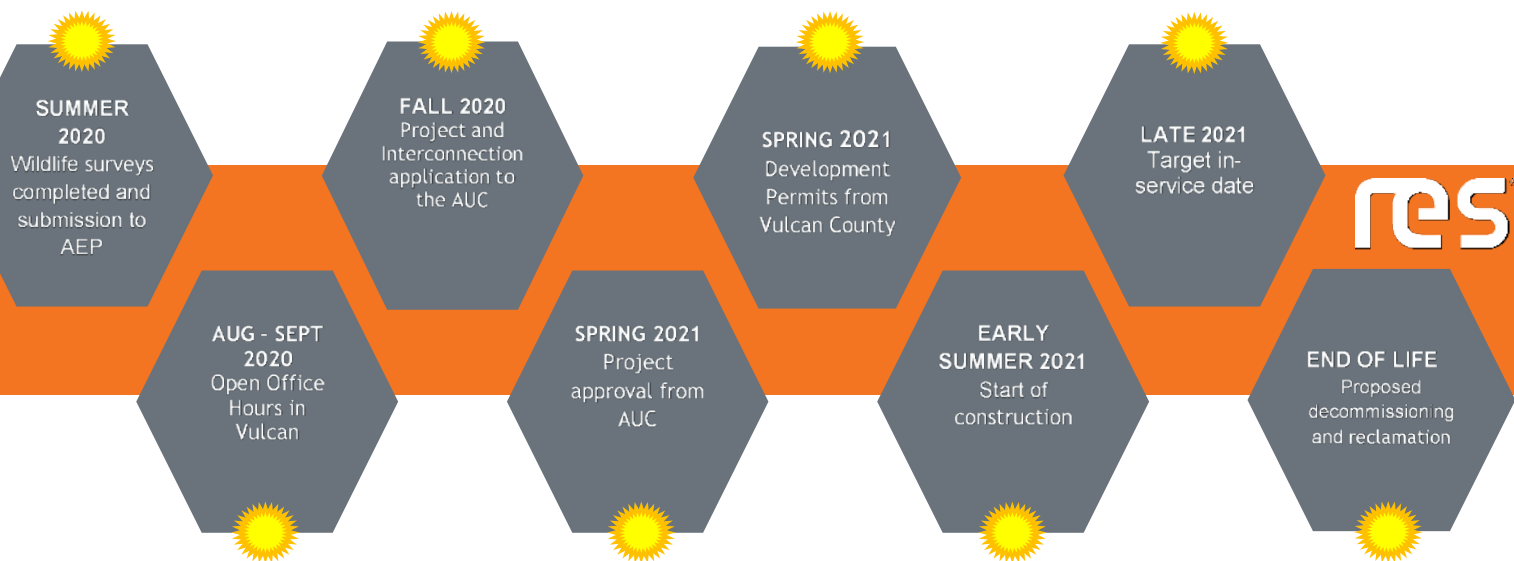 SUMMER
2020
Wildlife surveys
completed and
submission to
AEP
AUG - SEPT
2020
Open Office
Hours in
Vulcan
FALL 2020
Project and
Interconnection
application to
the AUC
SPRING 2021
Project
approval from
AUC
SPRING 2021
Development
Permits from
Vulcan County
EARLY
SUMMER 2021
Start of
construction
LATE 2021
Target in-
service date
END OF LIFE
Proposed
decommissioning
and reclamation
res